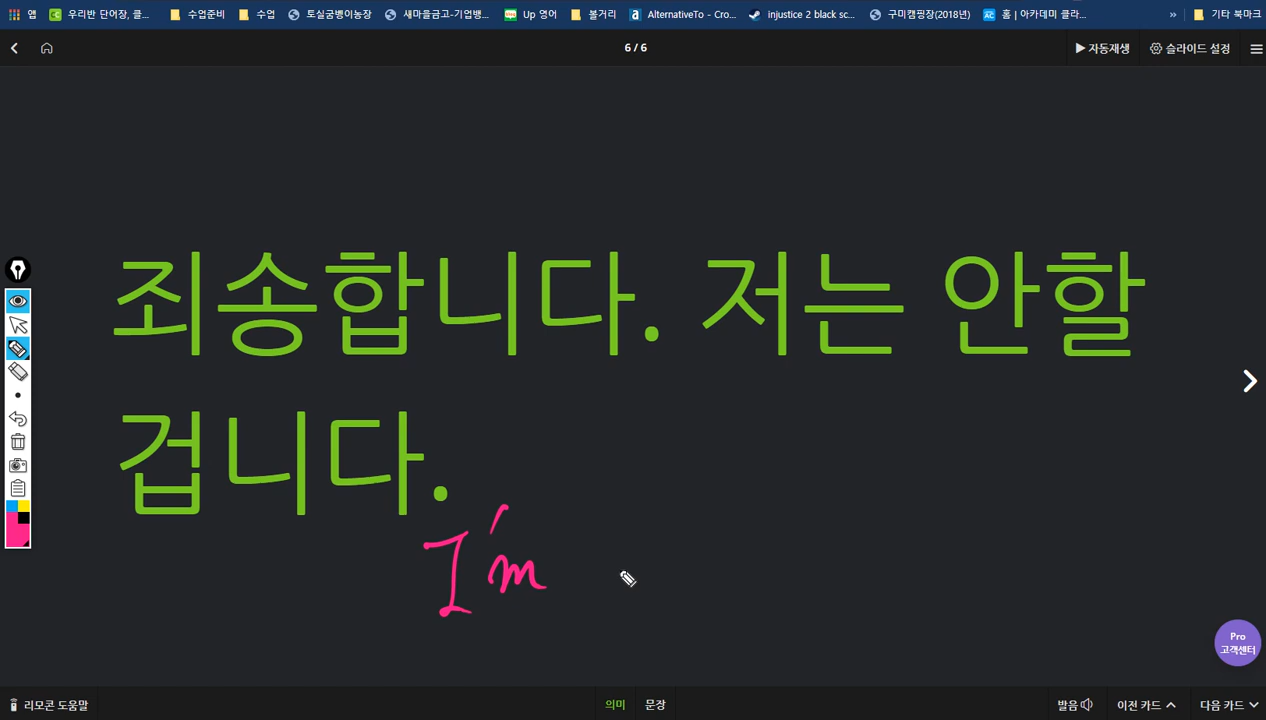 앱 우리반 단어장, 클... 수업준비 수업 토실굼벵이농장 새마을금고-기업뱅... Up 영어 볼거리 AlternativeTo - Cro... injustice 2 black sc... 구미캠핑장(2018년) 홈 | 아카데미 클라... » 기타 북마크
6 / 6 자동재생 슬라이드 설정
죄송합니다. 저는 안할
겁니다.
I'm
Pro
고객센터
리모콘 도움말 의미 문장 발음 이전 카드 다음 카드